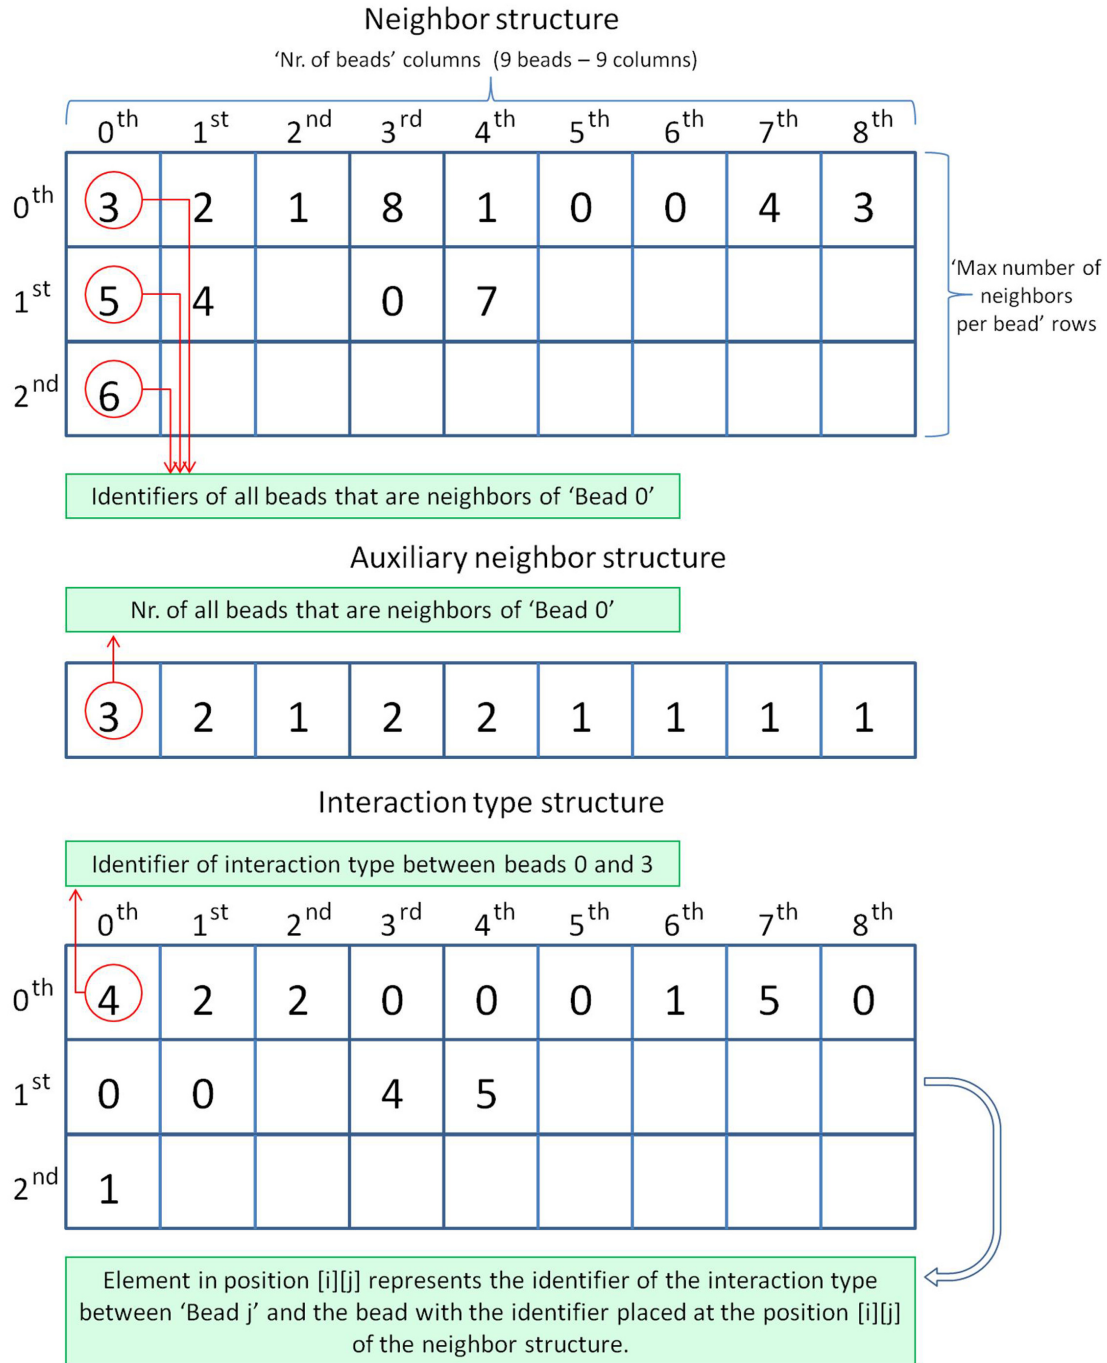 Neighbor structure
‘Nr. of beads’ columns (9 beads – 9 columns)
0th 1st 2nd 3rd 4th 5th 6th 7th 8th
0th 3 2 1 8 1 0 0 4 3
1st 5 4 0 7
2nd 6
‘Max number of
neighbors
per bead’ rows
Identifiers of all beads that are neighbors of ‘Bead 0’
Auxiliary neighbor structure
Nr. of all beads that are neighbors of ‘Bead 0’
3 2 1 2 2 1 1 1 1
Interaction type structure
Identifier of interaction type between beads 0 and 3
0th 1st 2nd 3rd 4th 5th 6th 7th 8th
0th 4 2 2 0 0 0 1 5 0
1st 0 0 4 5
2nd 1
Element in position [i][j] represents the identifier of the interaction type
between ‘Bead j’ and the bead with the identifier placed at the position [i][j]
of the neighbor structure.